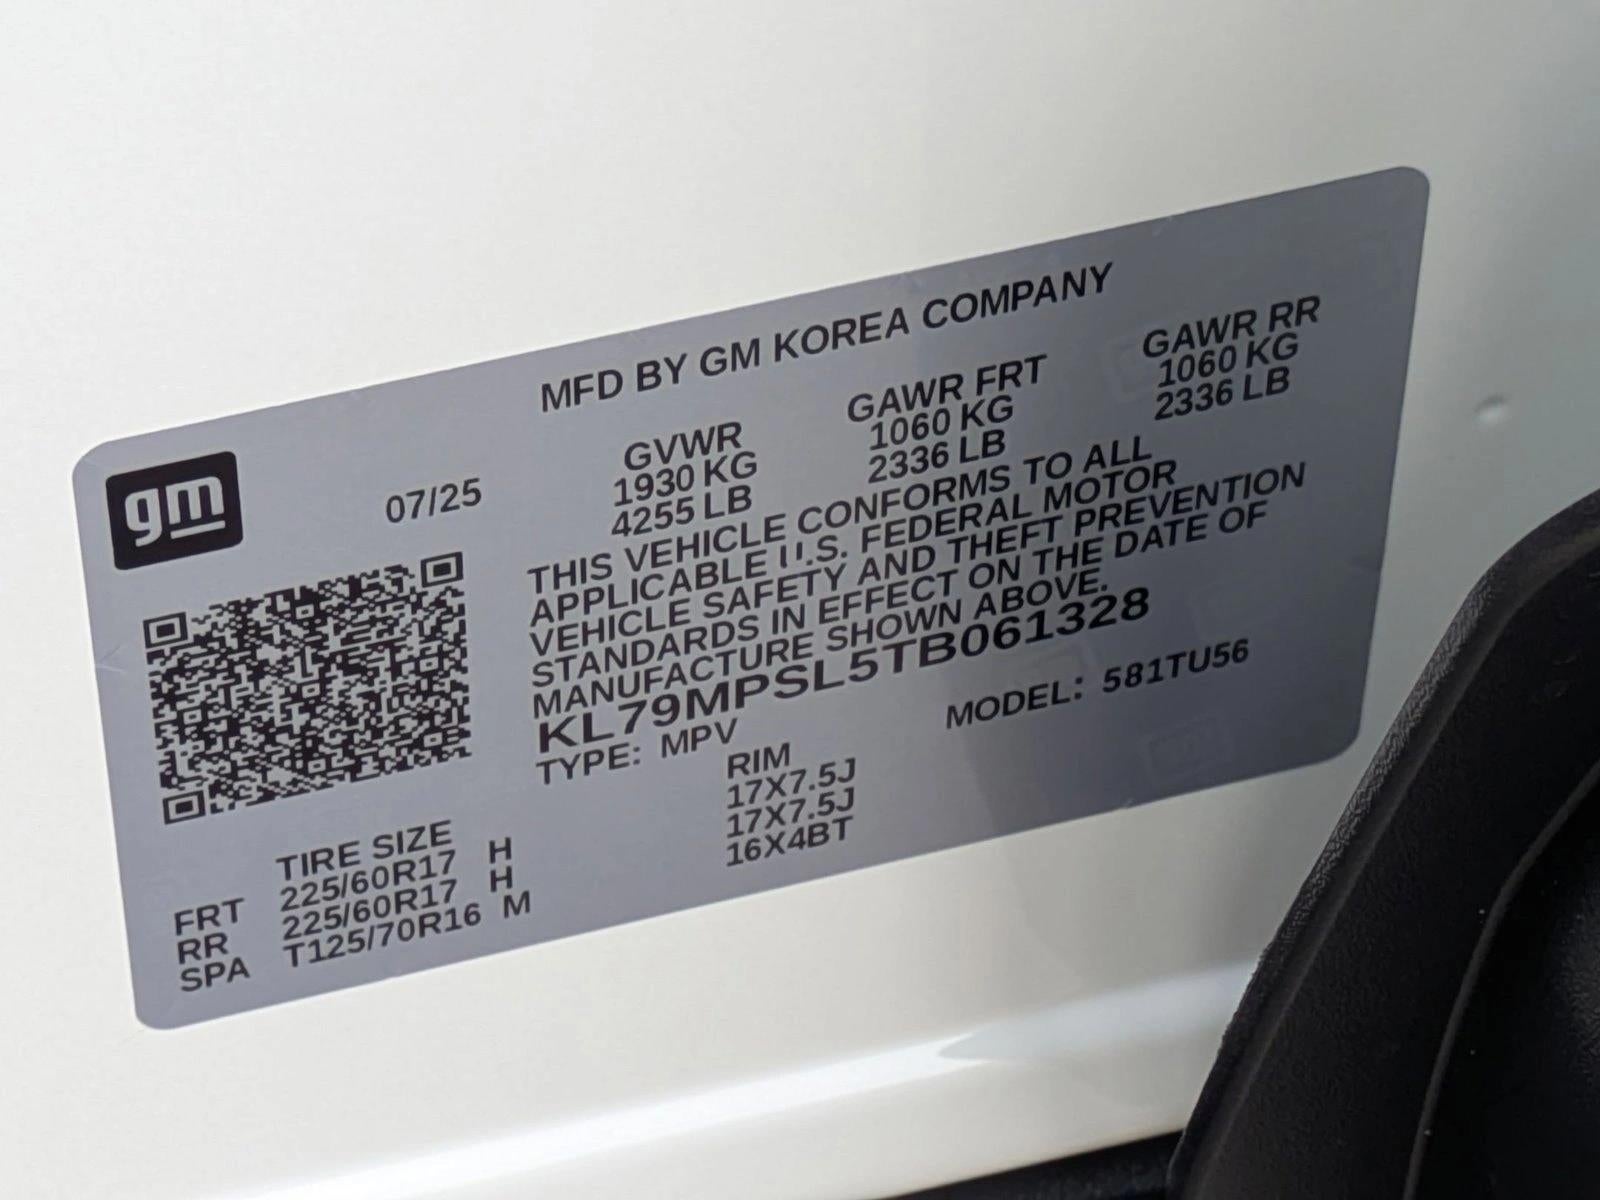 MFD BY GM KOREA COMPANY
gm
07/25
GVWR GAWR FRT GAWR RR
1930 KG 1060 KG 1060 KG
4255 LB 2336 LB 2336 LB
THIS VEHICLE CONFORMS TO ALL
APPLICABLE U.S. FEDERAL MOTOR
VEHICLE SAFETY AND THEFT PREVENTION
STANDARDS IN EFFECT ON THE DATE OF
MANUFACTURE SHOWN ABOVE.
KL79MPSL5TB061328
TYPE: MPV MODEL: 581TU56
TIRE SIZE RIM
FRT 225/60R17 H 17X7.5J
RR 225/60R17 H 17X7.5J
SPA T125/70R16 M 16X4BT